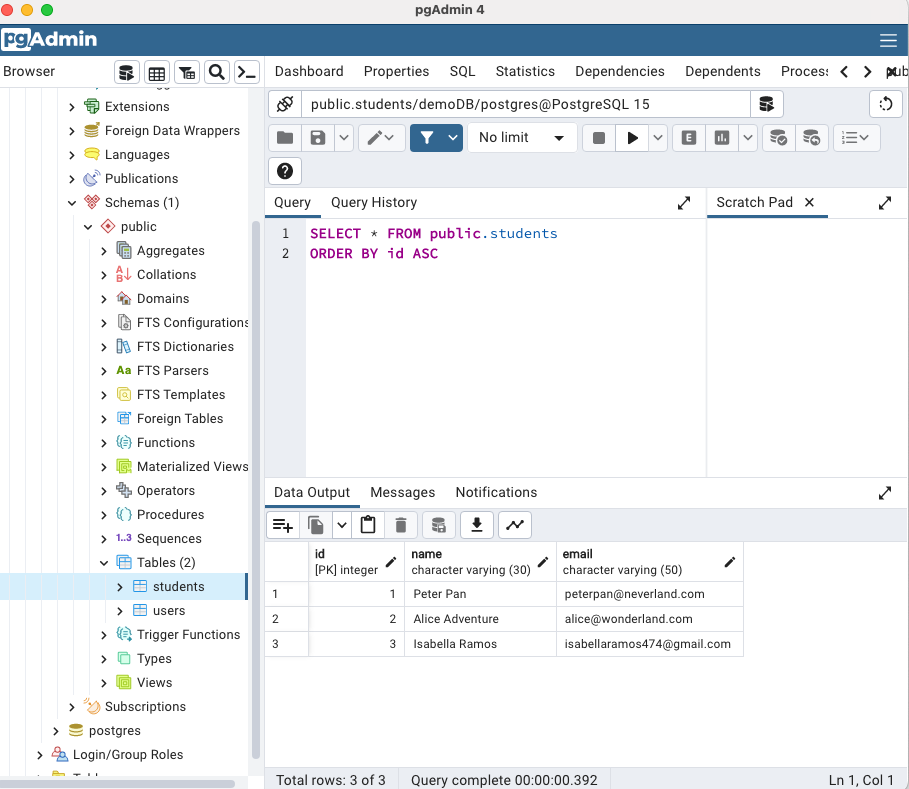 pgAdmin 4
pgAdmin
Browser
Dashboard Properties SQL Statistics Dependencies Dependents
public.students/demoDB/postgres@PostgreSQL 15
No limit
E
Query Query History
Scratch Pad
1 SELECT * FROM public.students
2 ORDER BY id ASC
Extensions
Foreign Data Wrappers
Languages
Publications
Schemas (1)
public
Aggregates
Collations
Domains
FTS Configurations
FTS Dictionaries
Aa FTS Parsers
FTS Templates
Foreign Tables
Functions
Materialized Views
Operators
Procedures
1..3 Sequences
Tables (2)
students
users
Trigger Functions
Types
Views
Subscriptions
postgres
Login/Group Roles
Data Output Messages Notifications
id name email
[PK] integer character varying (30) character varying (50)
1 1 Peter Pan peterpan@neverland.com
2 2 Alice Adventure alice@wonderland.com
3 3 Isabella Ramos isabellaramos474@gmail.com
Total rows: 3 of 3 Query complete 00:00:00.392 Ln 1, Col 1